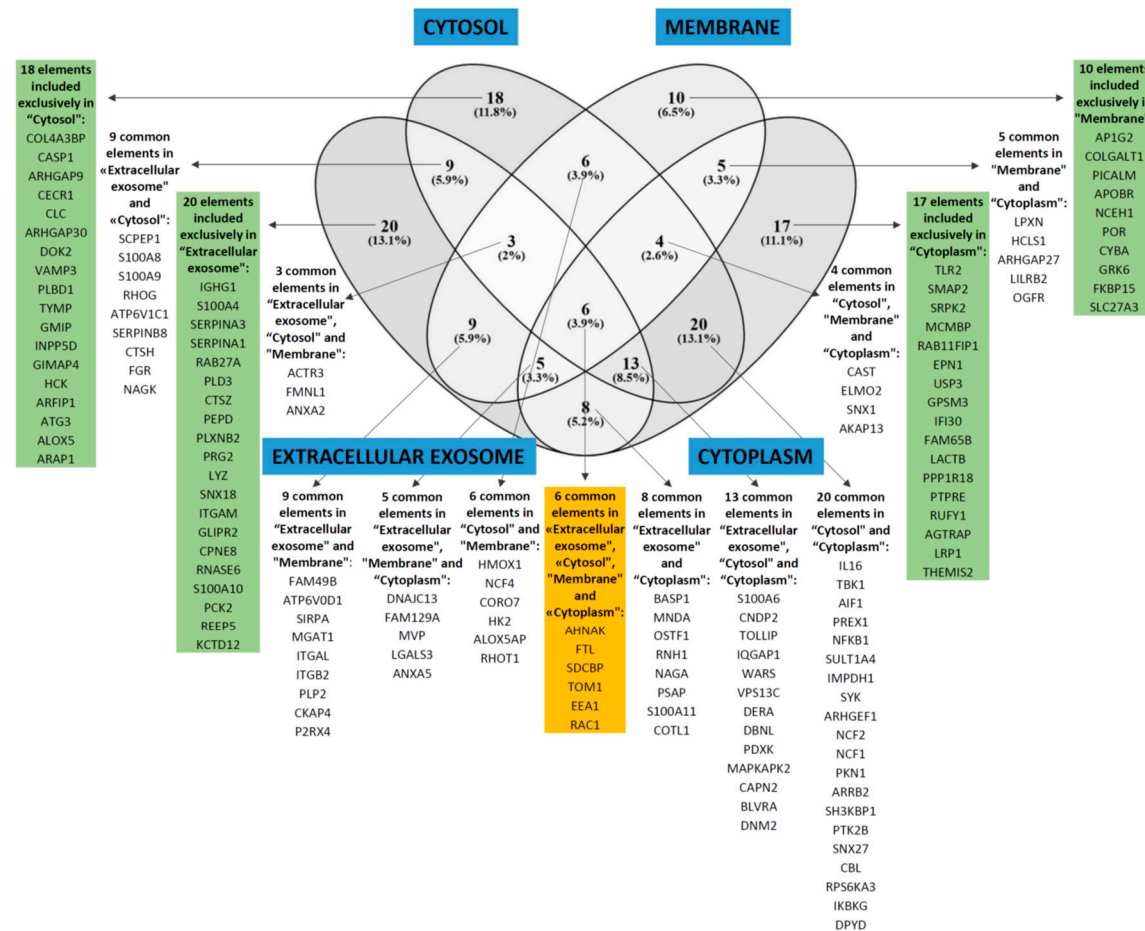 CYTOSOL
MEMBRANE
18 elements
included
exclusively in
“Cytosol":
COL4A3BP
CASP1
ARHGAP9
CECR1
CLC
ARHGAP30
DOK2
VAMP3
PLBD1
TYMP
GMIP
INPP5D
GIMAP4
HCK
ARFIP1
ATG3
ALOX5
ARAP1
9 common
elements in
«Extracellular
exosome"
and
«Cytosol":
SCPEP1
S100A8
S100A9
RHOG
ATP6V1C1
SERPINB8
CTSH
FGR
NAGK
20 elements
included
exclusively in
“Extracellular
exosome":
IGHG1
S100A4
SERPINA3
SERPINA1
RAB27A
PLD3
CTSZ
PEPD
PLXNB2
PRG2
LYZ
SNX18
ITGAM
GLIPR2
CPNE8
RNASE6
S100A10
PCK2
REEP5
KCTD12
3 common
elements in
“Extracellular
exosome",
“Cytosol" and
"Membrane":
ACTR3
FMNL1
ANXA2
18
(11.8%)
10
(6.5%)
9
(5.9%)
6
(3.9%)
5
(3.3%)
20
(13.1%)
3
(2%)
4
(2.6%)
17
(11.1%)
9
(5.9%)
6
(3.9%)
20
(13.1%)
5
(3.3%)
13
(8.5%)
8
(5.2%)
4 common
elements in
“Cytosol",
"Membrane"
and
“Cytoplasm":
CAST
ELMO2
SNX1
AKAP13
17 elements
included
exclusively in
“Cytoplasm":
TLR2
SMAP2
SRPK2
MCMBP
RAB11FIP1
EPN1
USP3
GPSM3
IFI30
FAM65B
LACTB
PPP1R18
PTPRE
RUFY1
AGTRAP
LRP1
THEMIS2
5 common
elements in
"Membrane"
and
"Cytoplasm":
LPXN
HCLS1
ARHGAP27
LILRB2
OGFR
10 elements
included
exclusively i
"Membrane"
AP1G2
COLGALT1
PICALM
APOBR
NCEH1
POR
CYBA
GRK6
FKBP15
SLC27A3
EXTRACELLULAR EXOSOME
CYTOPLASM
9 common
elements in
“Extracellular
exosome" and
"Membrane":
FAM49B
ATP6V0D1
SIRPA
MGAT1
ITGAL
ITGB2
PLP2
CKAP4
P2RX4
5 common
elements in
“Extracellular
exosome",
"Membrane" and
“Cytoplasm":
DNAJC13
FAM129A
MVP
LGALS3
ANXA5
6 common
elements in
“Cytosol" and
"Membrane":
HMOX1
NCF4
CORO7
HK2
ALOX5AP
RHOT1
6 common
elements in
«Extracellular
exosome",
«Cytosol",
"Membrane"
and
«Cytoplasm":
AHNAK
FTL
SDCBP
TOM1
EEA1
RAC1
8 common
elements in
“Extracellular
exosome"
and
“Cytoplasm":
BASP1
MNDA
OSTF1
RNH1
NAGA
PSAP
S100A11
COTL1
13 common
elements in
“Extracellular
exosome",
“Cytosol" and
“Cytoplasm":
S100A6
CNDP2
TOLLIP
IQGAP1
WARS
VPS13C
DERA
DBNL
PDXK
MAPKAPK2
CAPN2
BLVRA
DNM2
20 common
elements in
“Cytosol" and
“Cytoplasm":
IL16
TBK1
AIF1
PREX1
NFKB1
SULT1A4
IMPDH1
SYK
ARHGEF1
NCF2
NCF1
PKN1
ARRB2
SH3KBP1
PTK2B
SNX27
CBL
RPS6KA3
IKBKG
DPYD